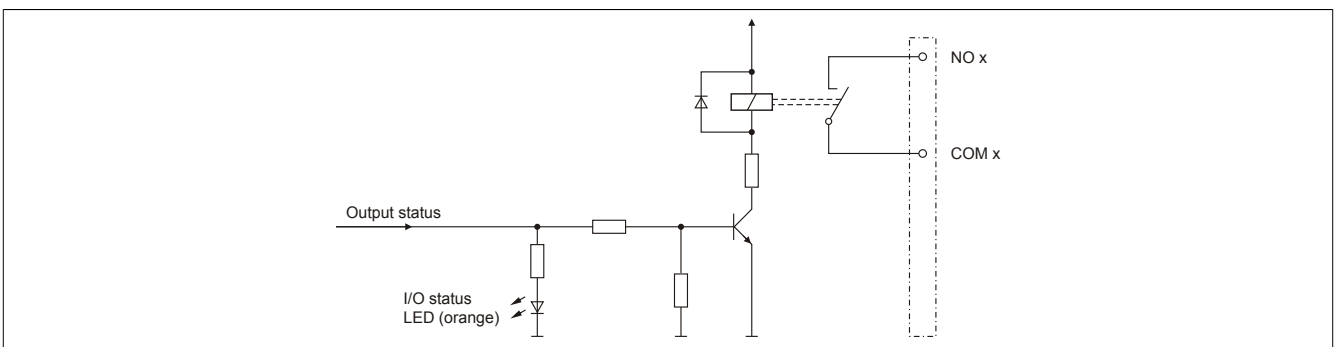 NO x
COM x
Output status
I/O status
LED (orange)